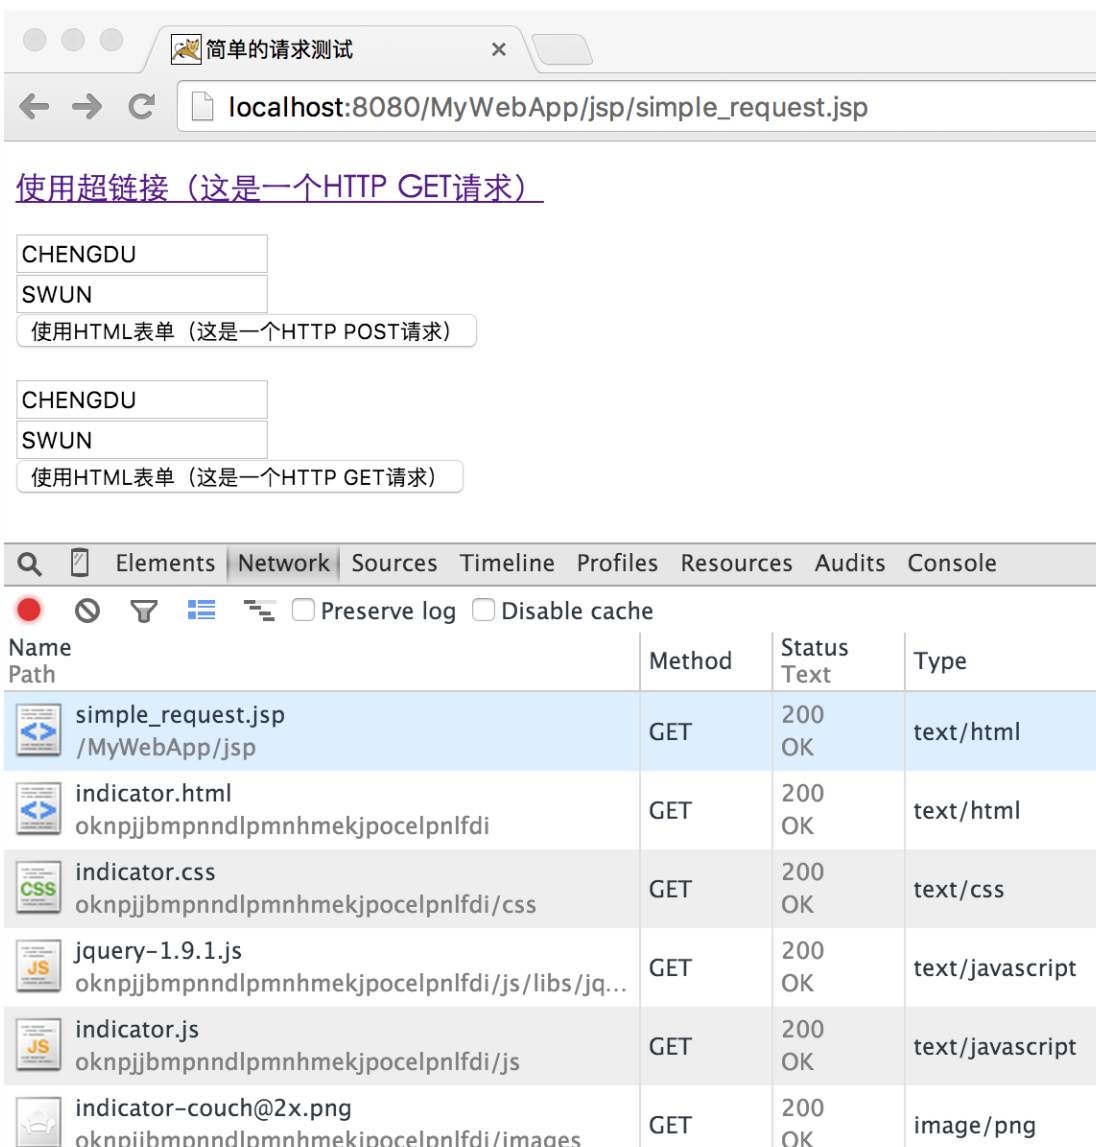 简单的请求测试
localhost:8080/MyWebApp/jsp/simple_request.jsp
使用超链接（这是一个HTTP GET请求）
CHENGDU
SWUN
使用HTML表单（这是一个HTTP POST请求）
CHENGDU
SWUN
使用HTML表单（这是一个HTTP GET请求）
Elements Network Sources Timeline Profiles Resources Audits Console
Preserve log Disable cache
Name Method Status Type
Path Text
simple_request.jsp GET 200 text/html
/MyWebApp/jsp OK
indicator.html GET 200 text/html
oknpjjbmpnndlpmnhmekjpocelpnlfdi OK
indicator.css GET 200 text/css
CSS
oknpjjbmpnndlpmnhmekjpocelpnlfdi/css OK
jquery-1.9.1.js GET 200 text/javascript
JS
oknpjjbmpnndlpmnhmekjpocelpnlfdi/js/libs/jq... OK
indicator.js GET 200 text/javascript
JS
oknpjjbmpnndlpmnhmekjpocelpnlfdi/js OK
indicator-couch@2x.png GET 200 image/png
oknpjjbmpnndlpmnhmekjpocelpnlfdi/images OK